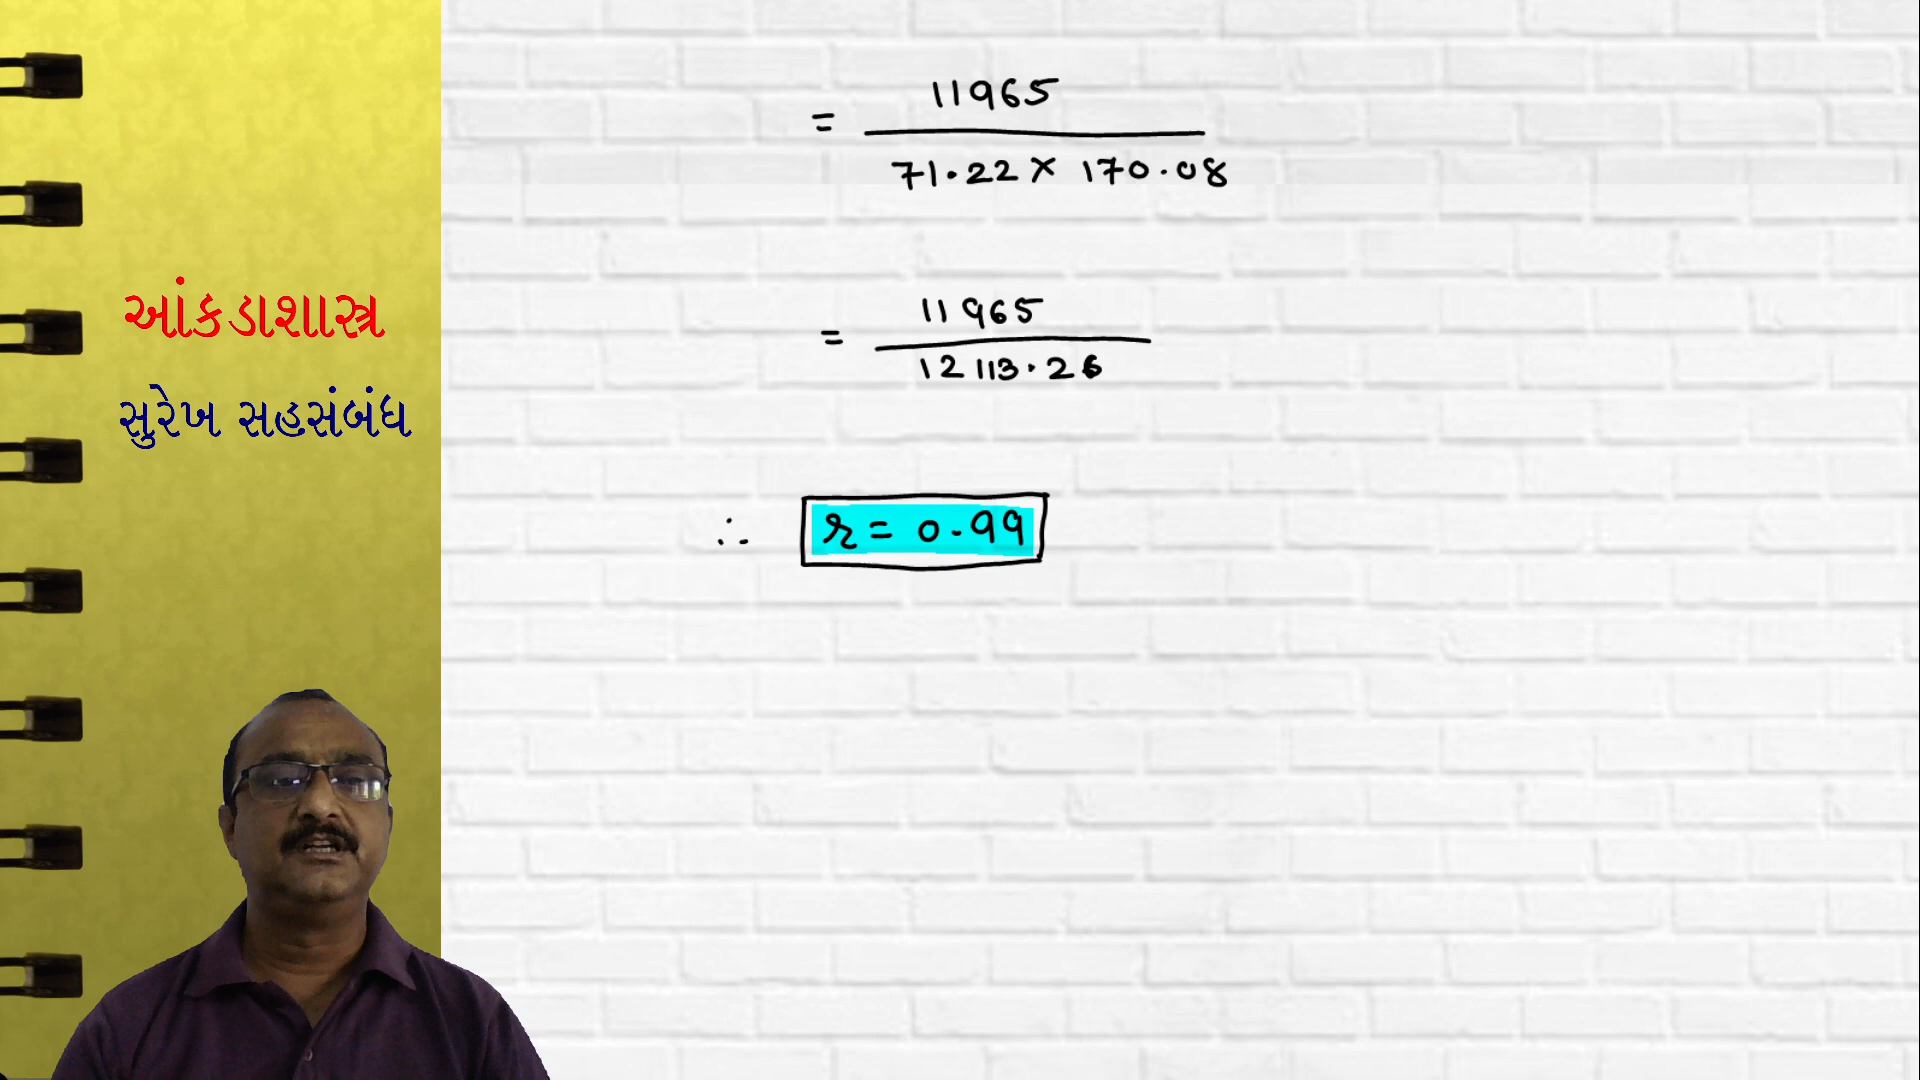 આંકડાશાસ્ત્ર
સુરેખ સહસંબંધ
= 11965
71.22 × 170.08
= 11965
12113.26
∴ r = 0.99